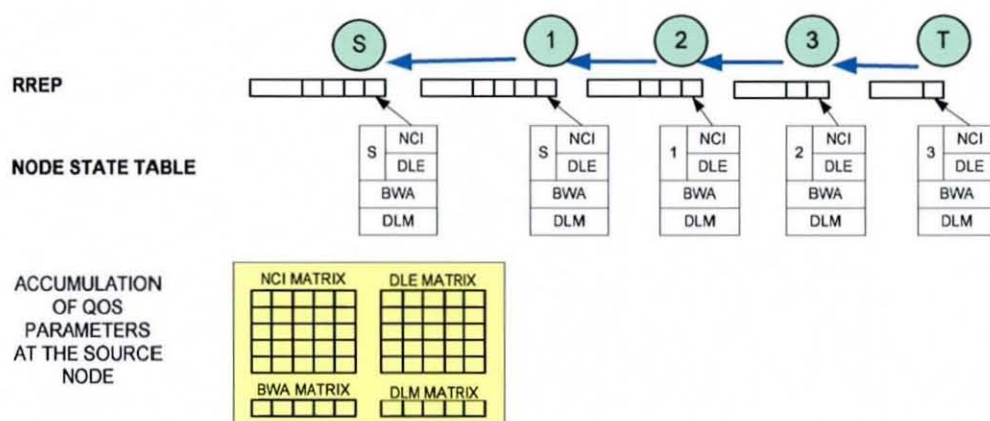 S 1 2 3 T
RREP
NODE STATE TABLE
S NCI DLE BWA DLM
S NCI DLE BWA DLM
1 NCI DLE BWA DLM
2 NCI DLE BWA DLM
3 NCI DLE BWA DLM
ACCUMULATION
OF QOS
PARAMETERS
AT THE SOURCE
NODE
NCI MATRIX DLE MATRIX
BWA MATRIX DLM MATRIX